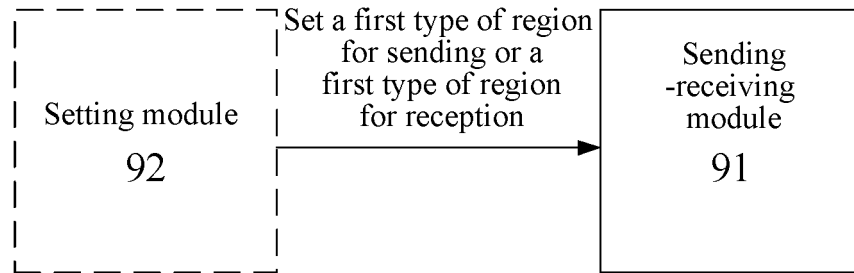 Setting module
92
Set a first type of region
for sending or a
first type of region
for reception
Sending
-receiving
module
91